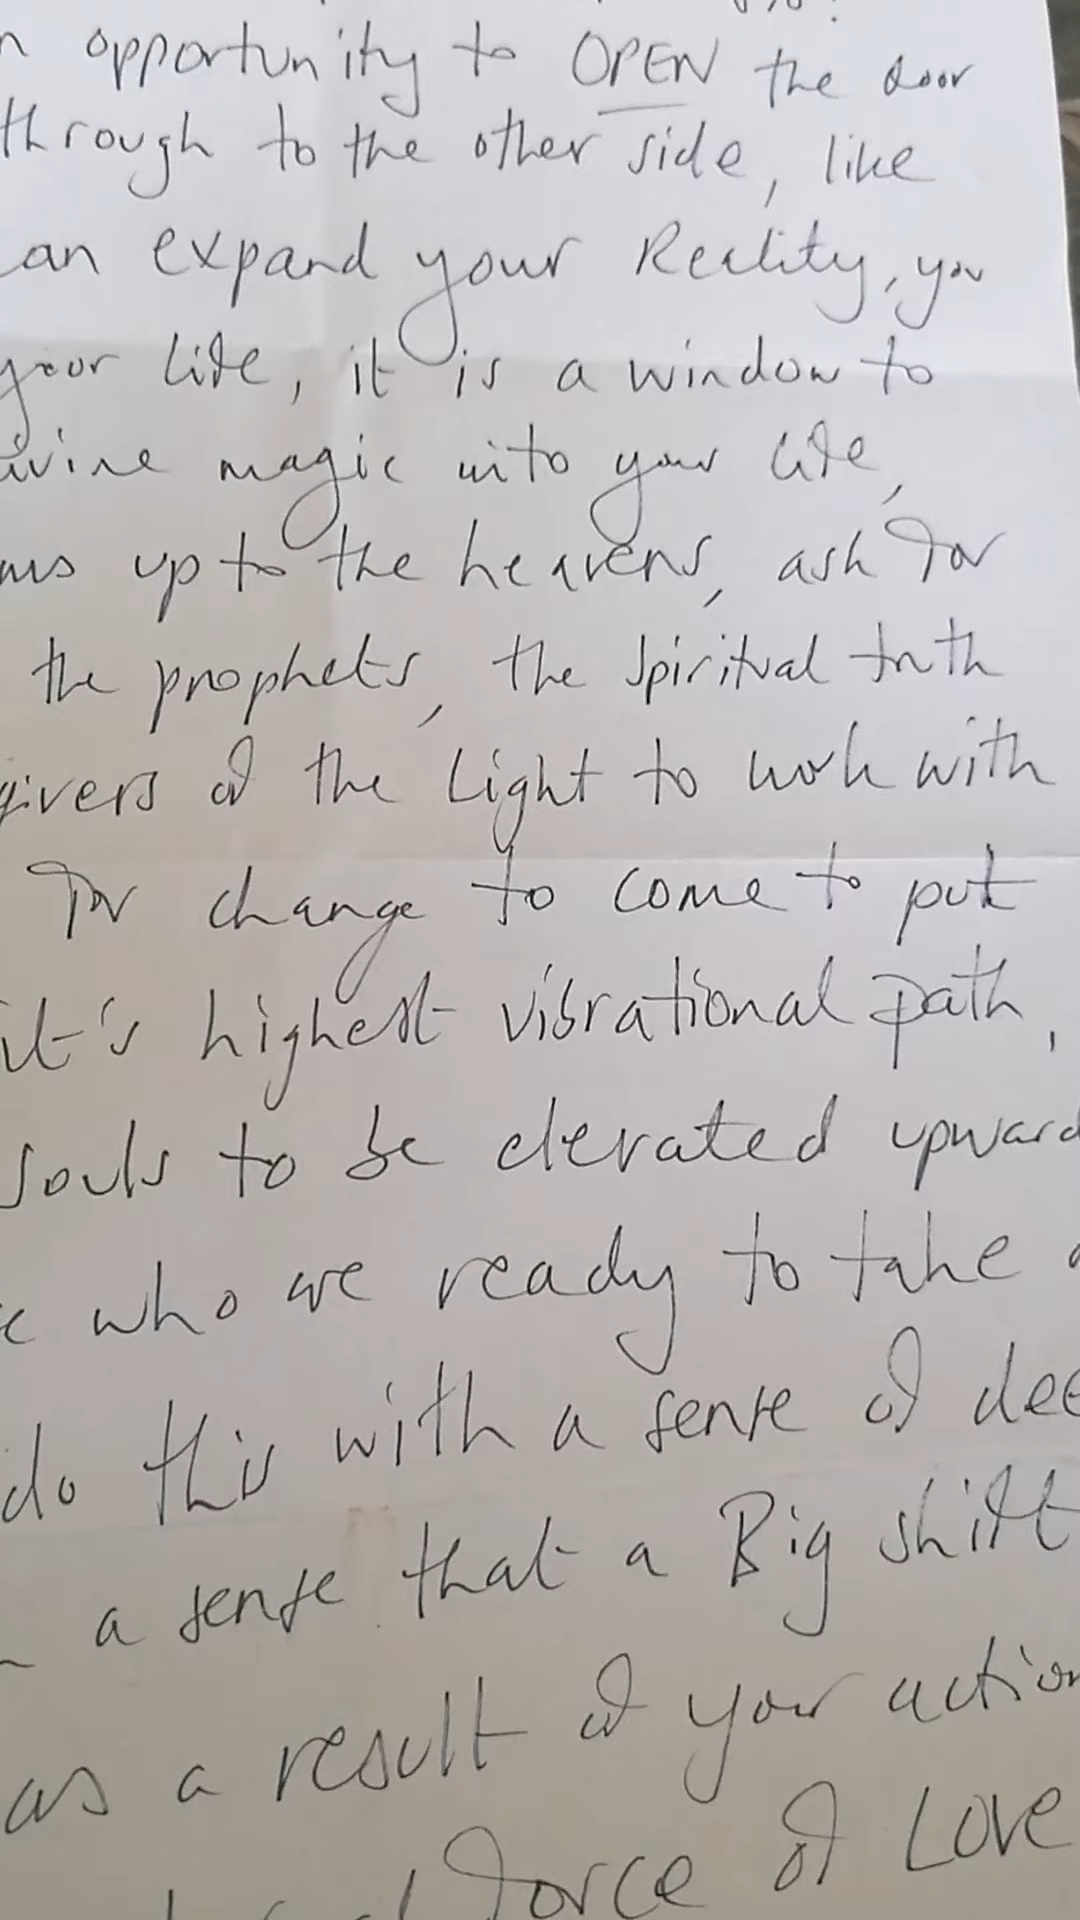 opportunity to OPEN the door
through to the other side, like
an expand your Reality, you
your life, it is a window to
magic into your life,
up to the heavens, ask for
the prophets, the spiritual truth
givers of the Light to work with
for change to come to put
it's highest vibrational path,
souls to be elevated upward
who are ready to take
do this with a sense of dee
a sense that a Big shift
as a result of your action
force of Love